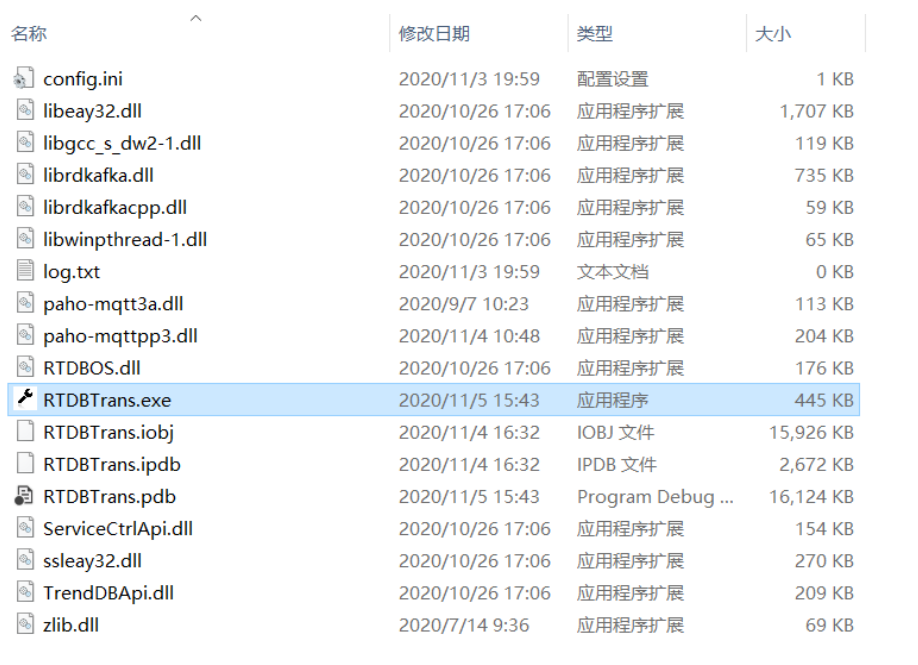 名称 修改日期 类型 大小
config.ini 2020/11/3 19:59 配置设置 1 KB
libeay32.dll 2020/10/26 17:06 应用程序扩展 1,707 KB
libgcc_s_dw2-1.dll 2020/10/26 17:06 应用程序扩展 119 KB
librdkafka.dll 2020/10/26 17:06 应用程序扩展 735 KB
librdkafkacpp.dll 2020/10/26 17:06 应用程序扩展 59 KB
libwinpthread-1.dll 2020/10/26 17:06 应用程序扩展 65 KB
log.txt 2020/11/3 19:59 文本文档 0 KB
paho-mqtt3a.dll 2020/9/7 10:23 应用程序扩展 113 KB
paho-mqttpp3.dll 2020/11/4 10:48 应用程序扩展 204 KB
RTDBOS.dll 2020/10/26 17:06 应用程序扩展 176 KB
RTDBTrans.exe 2020/11/5 15:43 应用程序 445 KB
RTDBTrans.iobj 2020/11/4 16:32 IOBJ 文件 15,926 KB
RTDBTrans.ipdb 2020/11/4 16:32 IPDB 文件 2,672 KB
RTDBTrans.pdb 2020/11/5 15:43 Program Debug ... 16,124 KB
ServiceCtrlApi.dll 2020/10/26 17:06 应用程序扩展 154 KB
ssleay32.dll 2020/10/26 17:06 应用程序扩展 270 KB
TrendDBApi.dll 2020/10/26 17:06 应用程序扩展 209 KB
zlib.dll 2020/7/14 9:36 应用程序扩展 69 KB